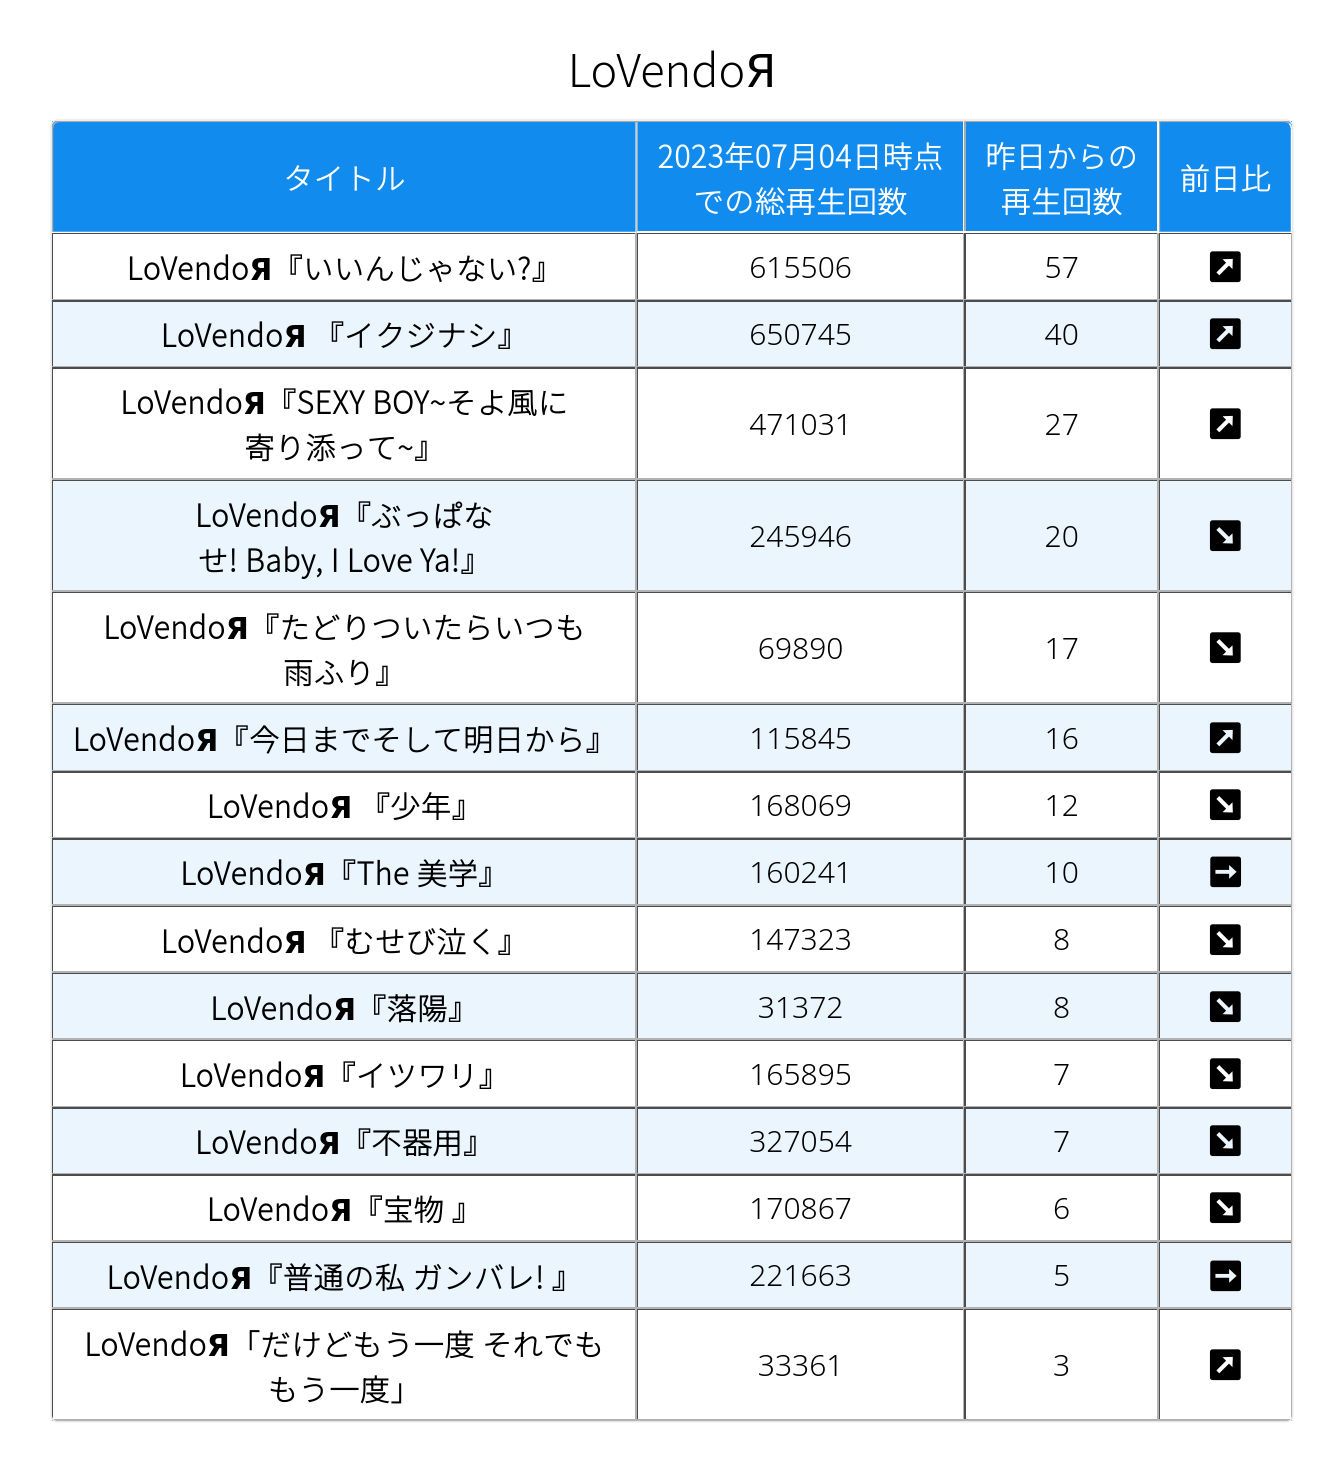 LoVendoЯ
タイトル
2023年07月04日時点
での総再生回数
昨日からの
再生回数
前日比
LoVendoЯ『いいんじゃない?』
615506
57
↗
LoVendoЯ 『イクジナシ』
650745
40
↗
LoVendoЯ『SEXY BOY~そよ風に
寄り添って~』
471031
27
↗
LoVendoЯ『ぶっぱな
せ! Baby, I Love Ya!』
245946
20
↘
LoVendoЯ『たどりついたらいつも
雨ふり』
69890
17
↘
LoVendoЯ『今日までそして明日から』
115845
16
↗
LoVendoЯ 『少年』
168069
12
↘
LoVendoЯ『The 美学』
160241
10
→
LoVendoЯ 『むせび泣く』
147323
8
↘
LoVendoЯ『落陽』
31372
8
↘
LoVendoЯ『イツワリ』
165895
7
↘
LoVendoЯ『不器用』
327054
7
↘
LoVendoЯ『宝物 』
170867
6
↘
LoVendoЯ『普通の私 ガンバレ! 』
221663
5
→
LoVendoЯ「だけどもう一度 それでも
もう一度」
33361
3
↗